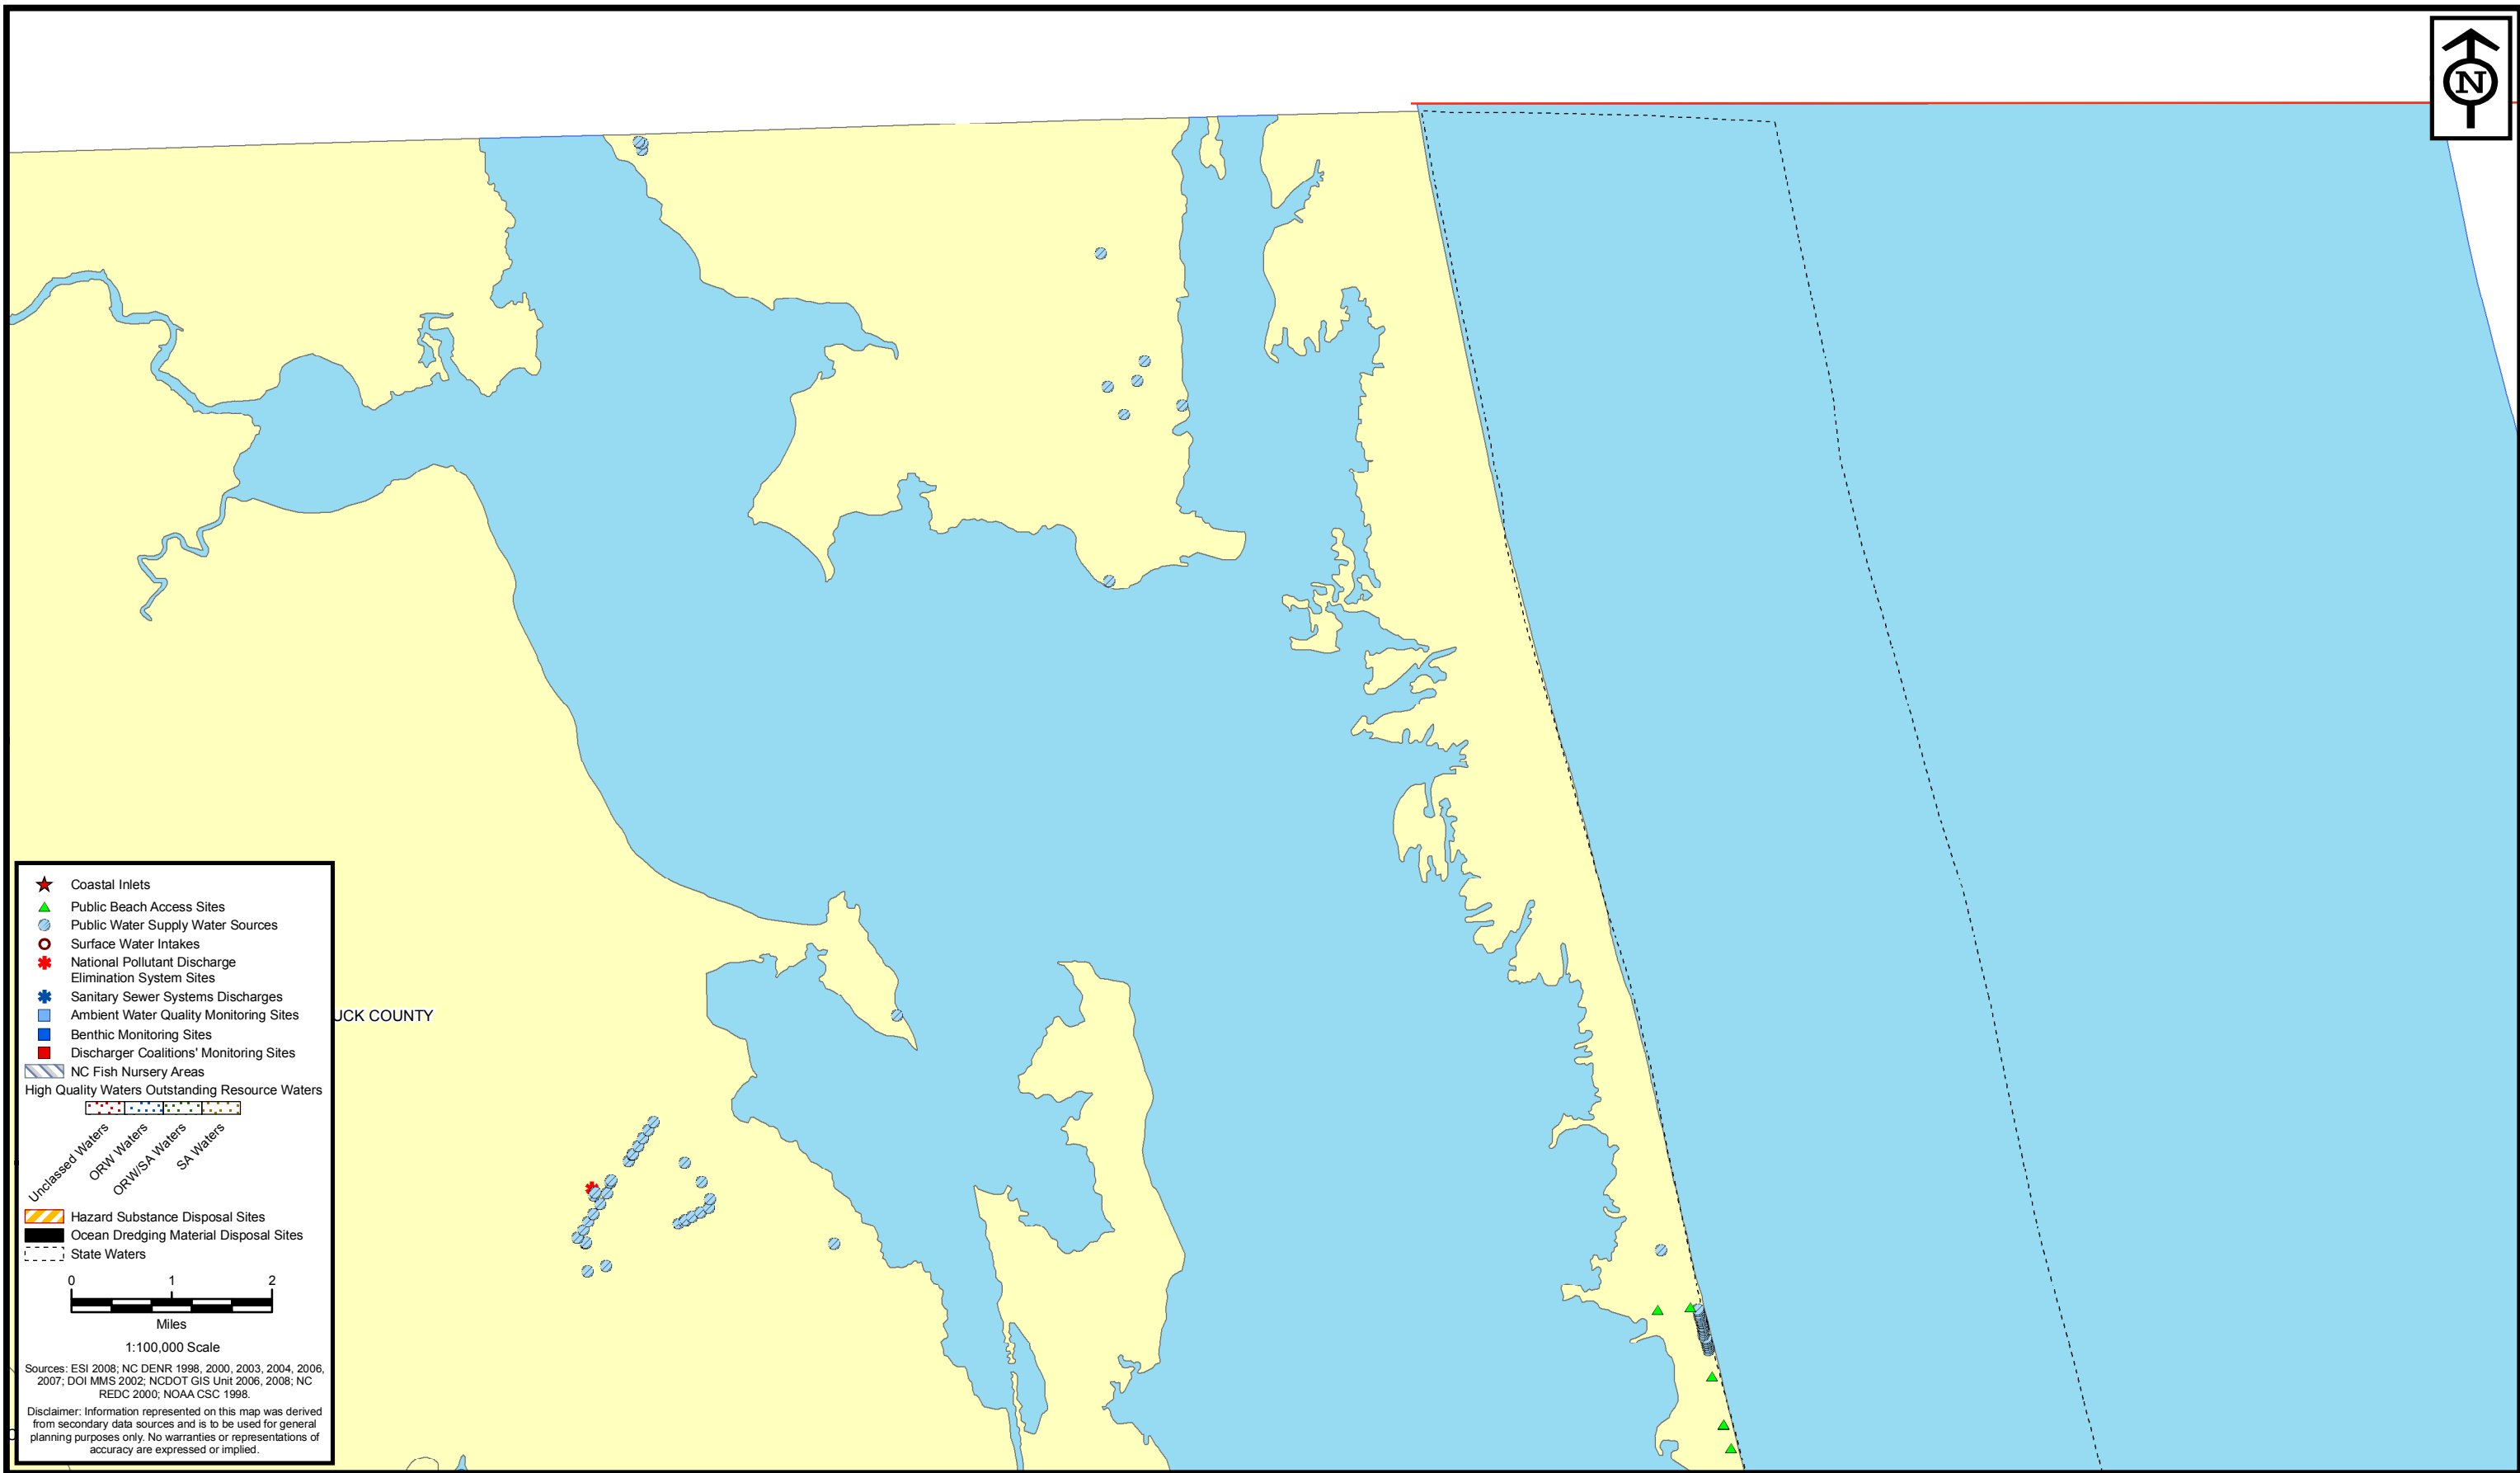 N
Coastal Inlets
Public Beach Access Sites
Public Water Supply Water Sources
Surface Water Intakes
National Pollutant Discharge
Elimination System Sites
Sanitary Sewer Systems Discharges
Ambient Water Quality Monitoring Sites
UCK COUNTY
Benthic Monitoring Sites
Discharger Coalitions' Monitoring Sites
NC Fish Nursery Areas
High Quality Waters Outstanding Resource Waters
Unclassed Waters
ORW Waters
ORW/SA Waters
SA Waters
Hazard Substance Disposal Sites
Ocean Dredging Material Disposal Sites
State Waters
0 1 2
Miles
1:100,000 Scale
Sources: ESI 2008; NC DENR 1998, 2000, 2003, 2004, 2006,
2007; DOI MMS 2002; NCDOT GIS Unit 2006, 2008; NC
REDC 2000; NOAA CSC 1998.
Disclaimer: Information represented on this map was derived
from secondary data sources and is to be used for general
planning purposes only. No warranties or representations of
accuracy are expressed or implied.